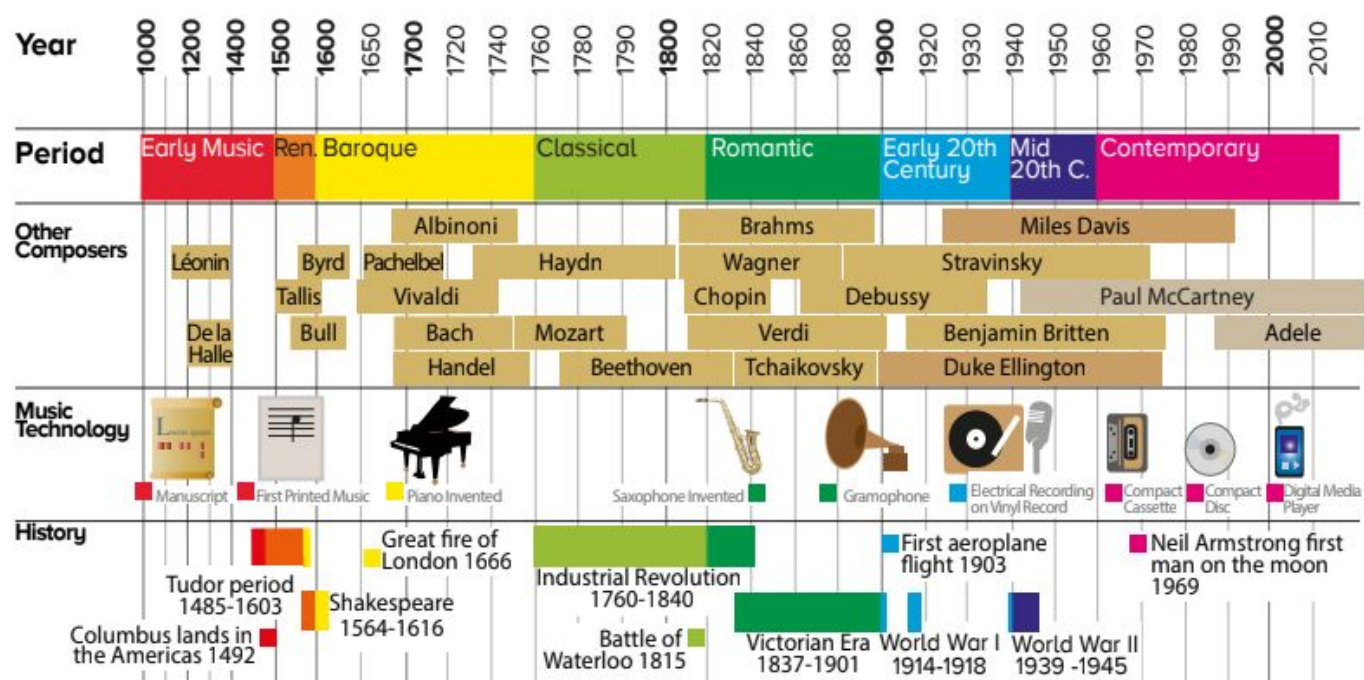 Year
1000 1200 1400 1500 1600 1650 1700 1720 1740 1760 1780 1790 1800 1820 1840 1860 1880 1900 1920 1930 1940 1950 1960 1970 1980 1990 2000 2010
Period
Early Music Ren. Baroque Classical Romantic Early 20th Century Mid 20th C. Contemporary
Other
Composers
Albinoni Brahms Miles Davis
Léonin Byrd Pachelbel Haydn Wagner Stravinsky
Tallis Vivaldi Chopin Debussy Paul McCartney
De la
Halle
Bull Bach Mozart Verdi Benjamin Britten Adele
Handel Beethoven Tchaikovsky Duke Ellington
Music
Technology
Manuscript
First Printed Music
Piano Invented
Saxophone Invented
Gramophone
Electrical Recording
on Vinyl Record
Compact
Cassette
Compact
Disc
Digital Media
Player
History
Tudor period
1485-1603
Great fire of
London 1666
Shakespeare
1564-1616
Columbus lands in
the Americas 1492
Industrial Revolution
1760-1840
Battle of
Waterloo 1815
Victorian Era
1837-1901
First aeroplane
flight 1903
World War I
1914-1918
World War II
1939 -1945
Neil Armstrong first
man on the moon
1969